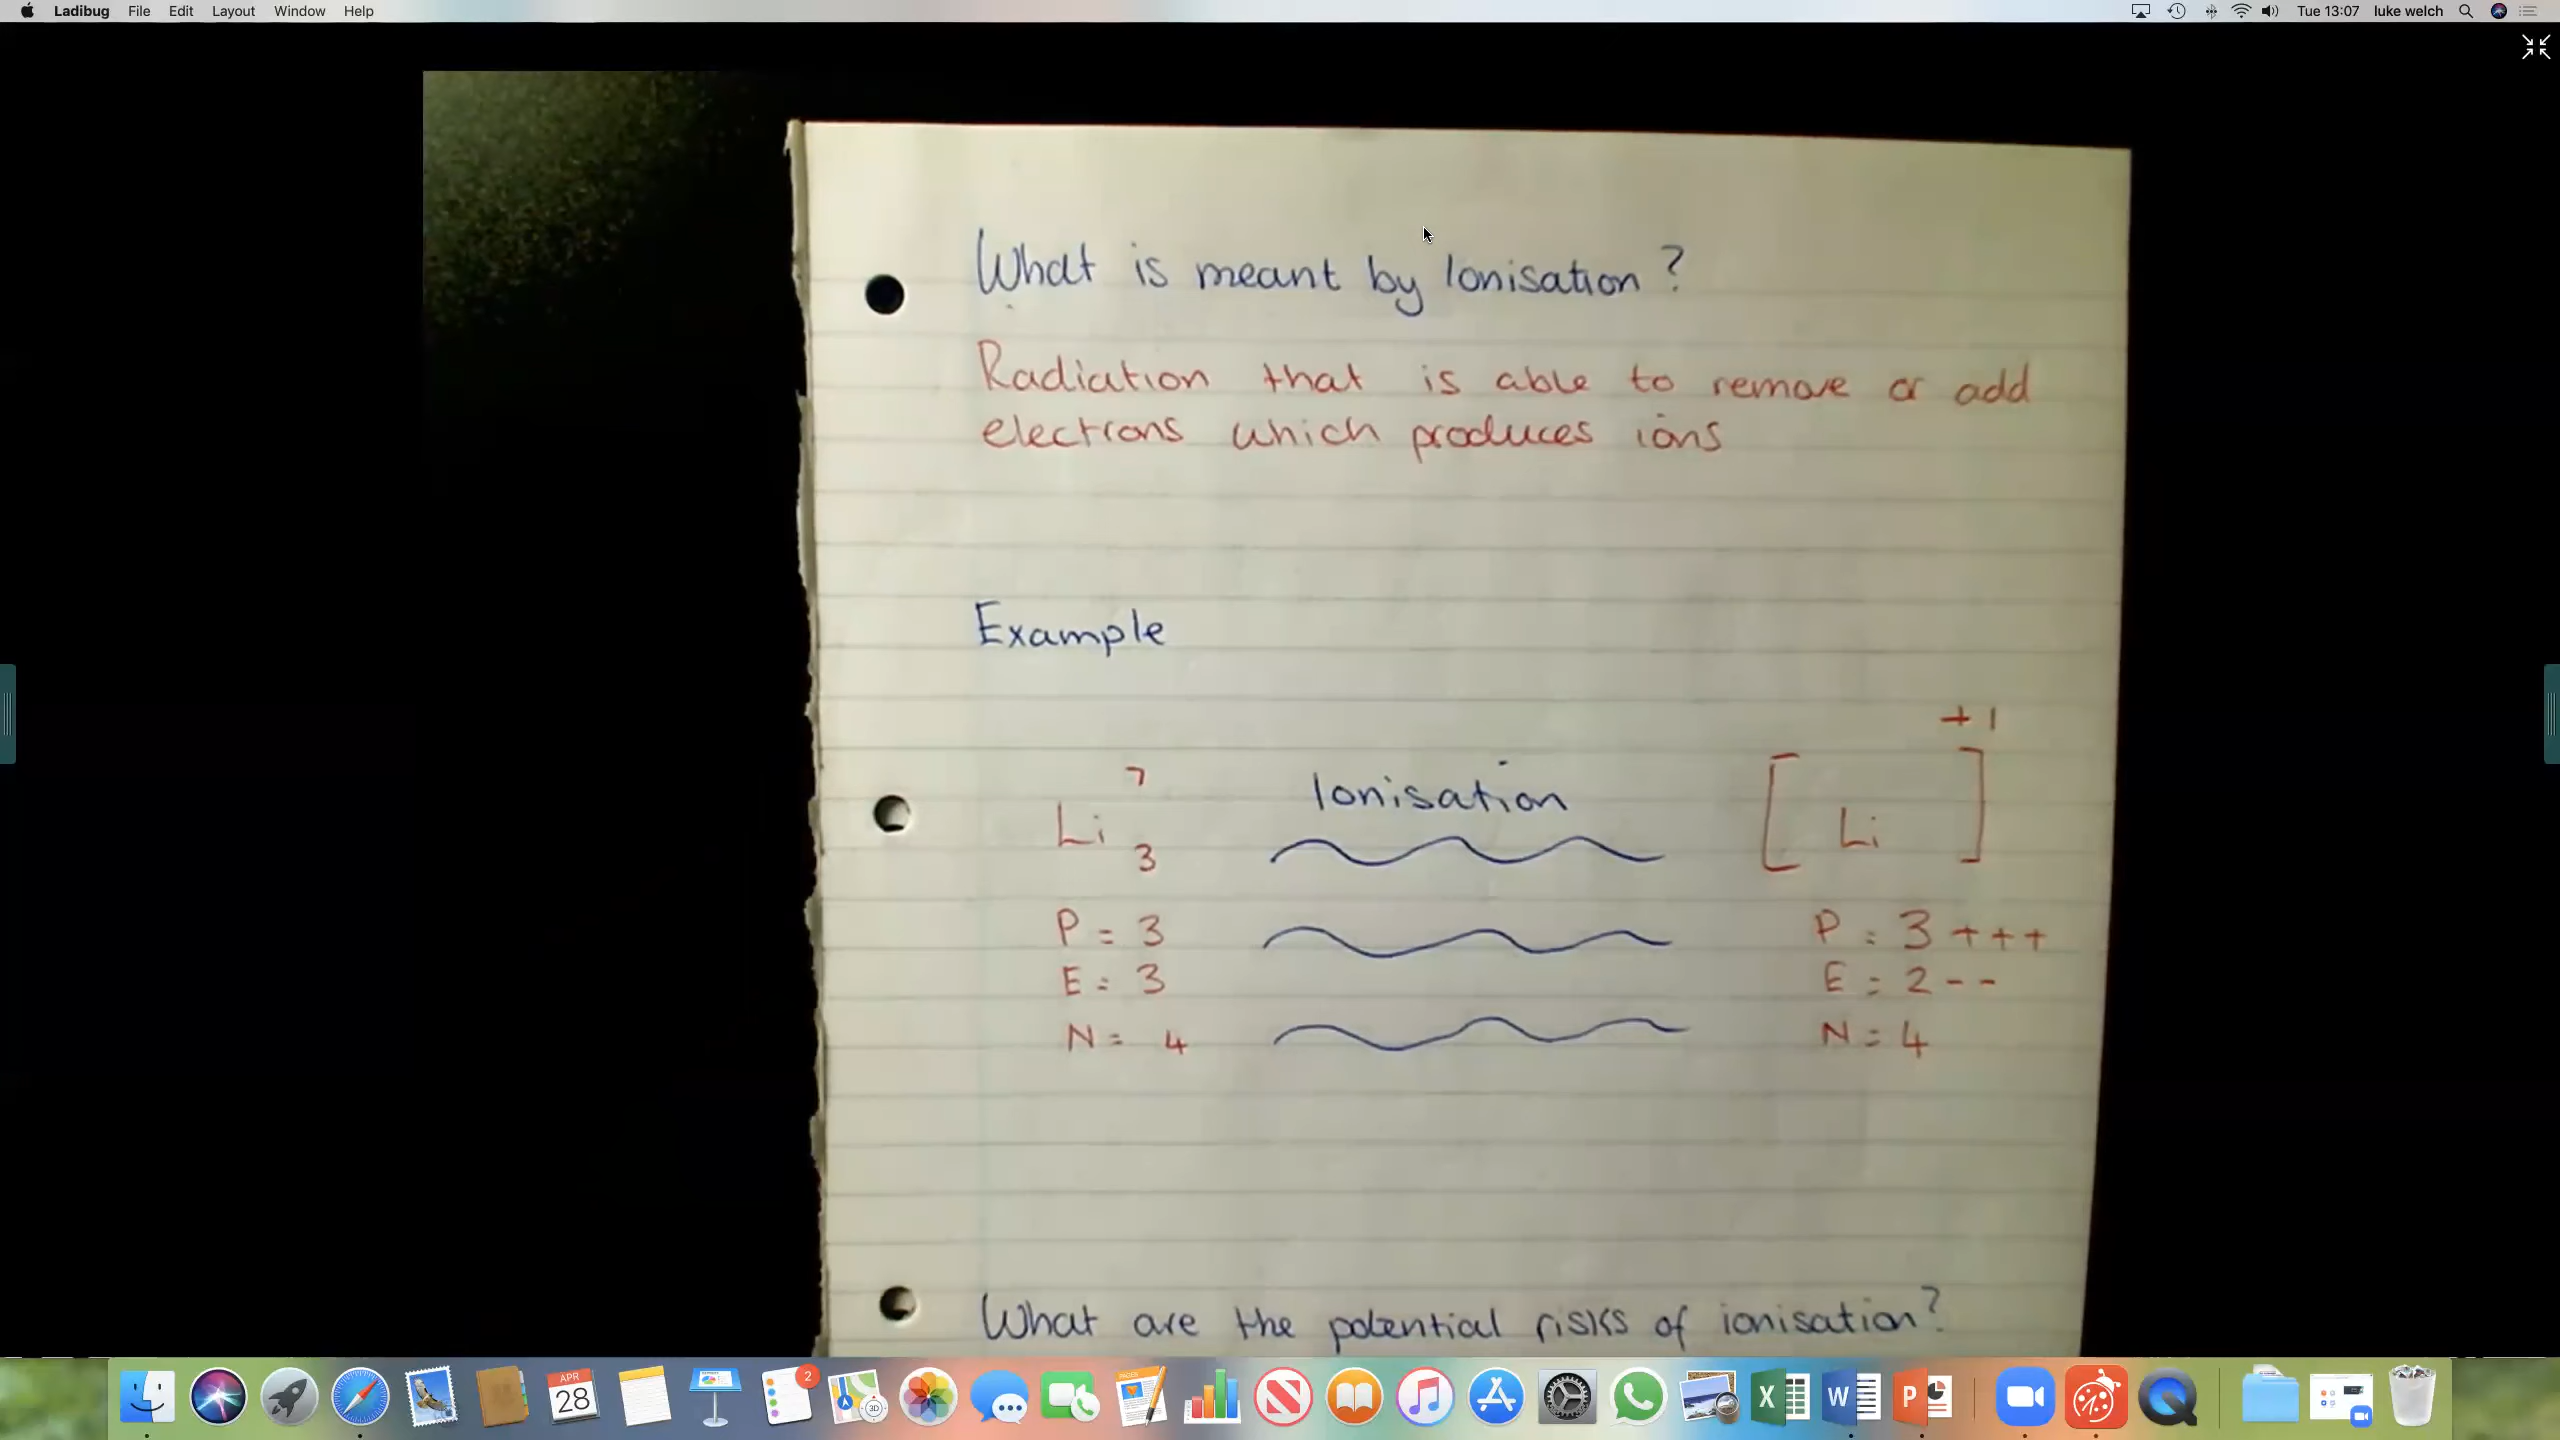 Ladibug File Edit Layout Window Help
Tue 13:07 luke welch
What is meant by Ionisation?
Radiation that is able to remove or add
electrons which produces ions
Example
+1
7
Ionisation
Li
[ Li ]
3
P = 3
P = 3 +++
E = 3
E = 2 --
N = 4
N = 4
What are the potential risks of ionisation?
2
APR
28
3D
PAGES
X
W
P